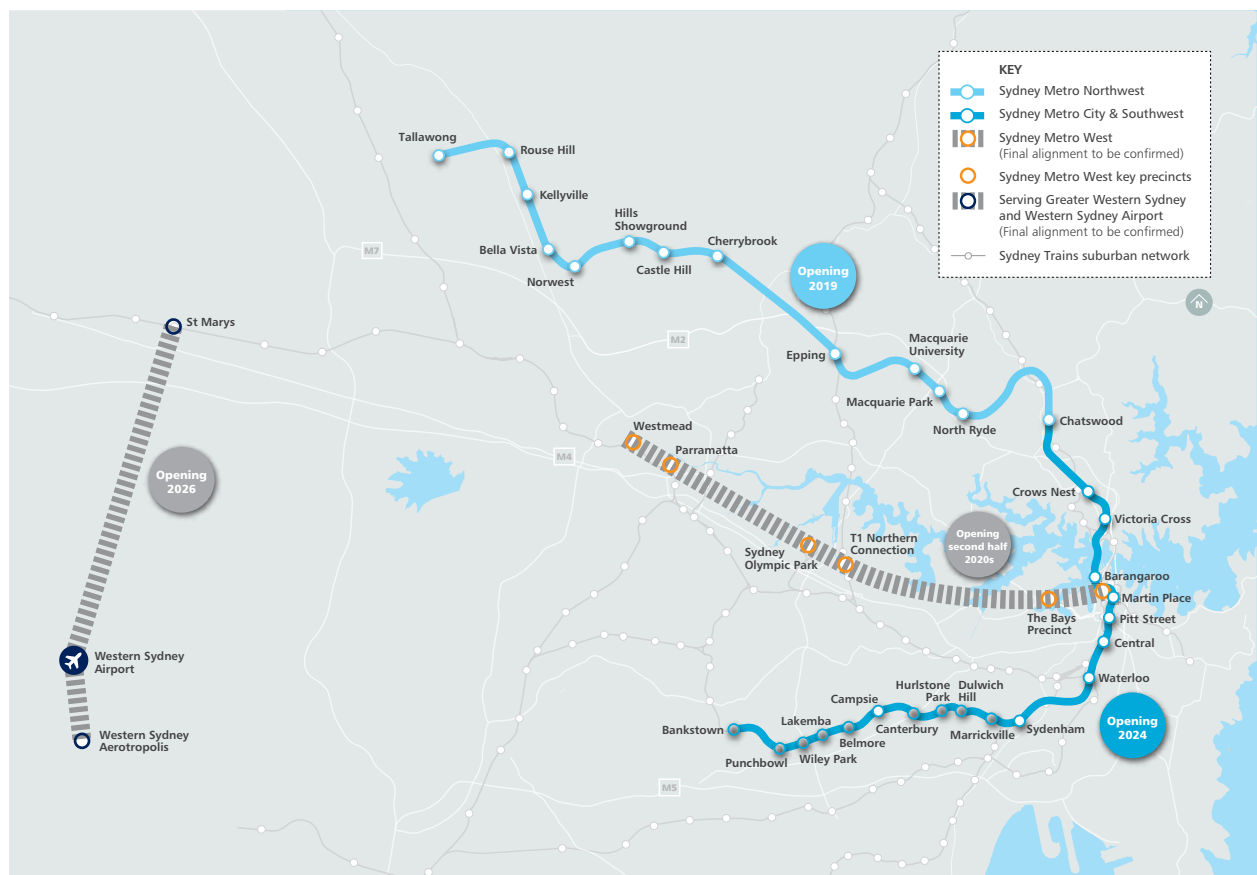 KEY
Sydney Metro Northwest
Sydney Metro City & Southwest
Sydney Metro West
(Final alignment to be confirmed)
Sydney Metro West key precincts
Serving Greater Western Sydney
and Western Sydney Airport
(Final alignment to be confirmed)
Sydney Trains suburban network
N
Tallawong
Rouse Hill
Kellyville
Bella Vista
Norwest
Hills
Showground
Castle Hill
Cherrybrook
Opening
2019
M7
M2
Epping
Macquarie
University
Macquarie Park
North Ryde
Chatswood
St Marys
Opening
2026
Western Sydney
Airport
Western Sydney
Aerotropolis
Westmead
Parramatta
M4
Sydney
Olympic Park
T1 Northern
Connection
Opening
second half
2020s
The Bays
Precinct
Crows Nest
Victoria Cross
Barangaroo
Martin Place
Pitt Street
Central
Waterloo
Opening
2024
Sydenham
Marrickville
Dulwich
Hill
Hurlstone
Park
Canterbury
Campsie
Belmore
Lakemba
Wiley Park
Punchbowl
Bankstown
M5